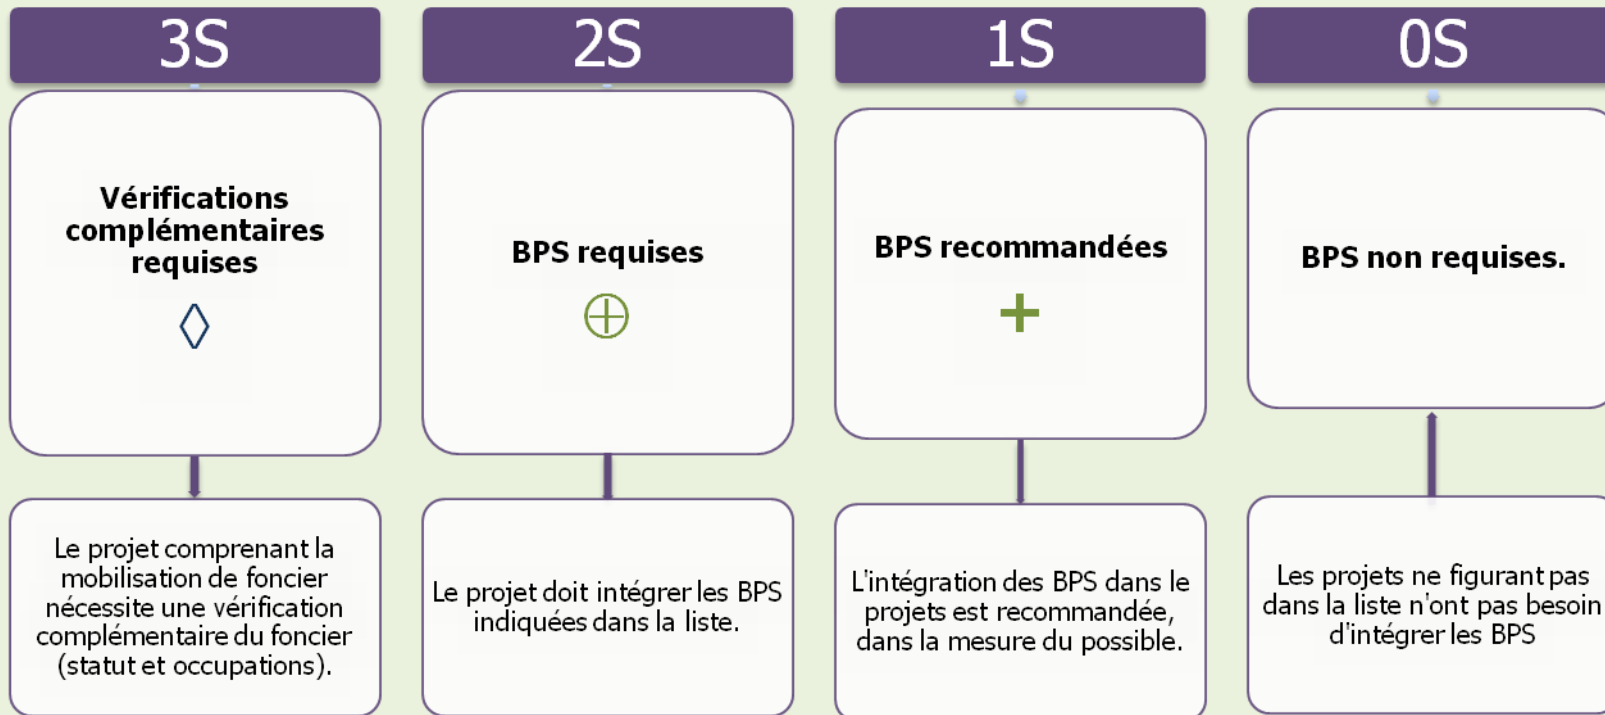 3S
Vérifications
complémentaires
requises
Le projet comprenant la
mobilisation de foncier
nécessite une vérification
complémentaire du foncier
(statut et occupations).
2S
BPS requises
Le projet doit intégrer les BPS
indiquées dans la liste.
1S
BPS recommandées
L'intégration des BPS dans le
projets est recommandée,
dans la mesure du possible.
0S
BPS non requises.
Les projets ne figurant pas
dans la liste n'ont pas besoin
d'intégrer les BPS